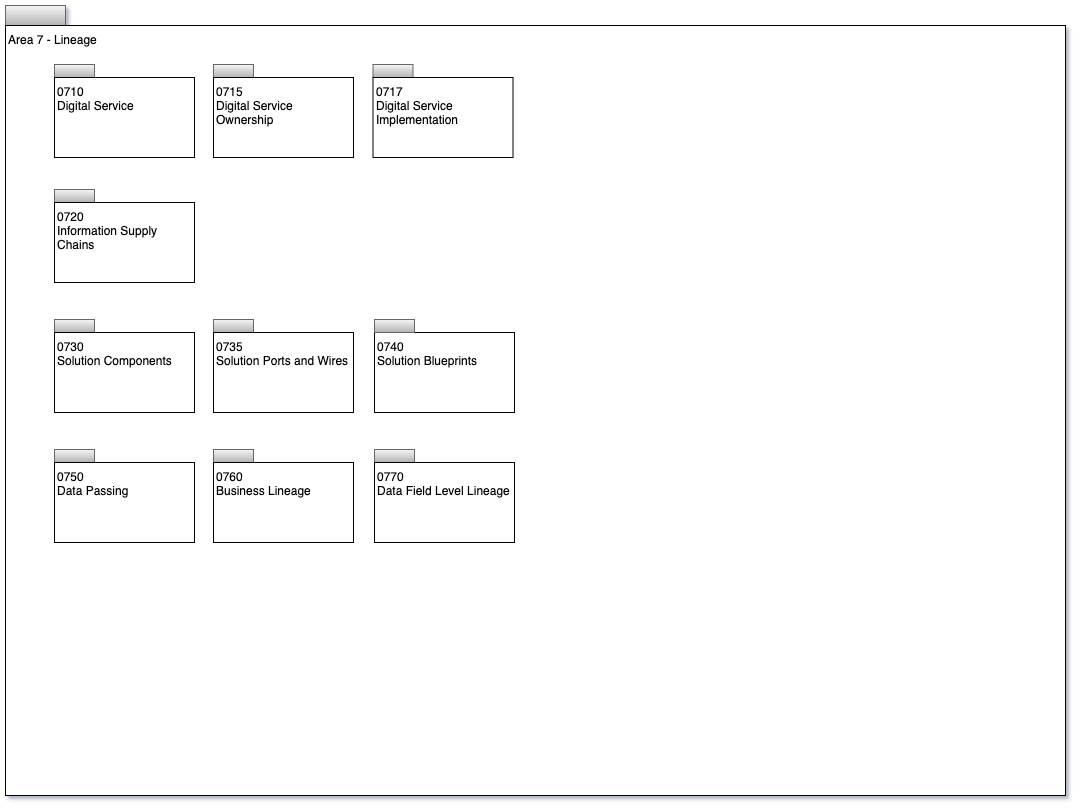 Area 7 - Lineage
0710
Digital Service
0715
Digital Service
Ownership
0717
Digital Service
Implementation
0720
Information Supply
Chains
0730
Solution Components
0735
Solution Ports and Wires
0740
Solution Blueprints
0750
Data Passing
0760
Business Lineage
0770
Data Field Level Lineage